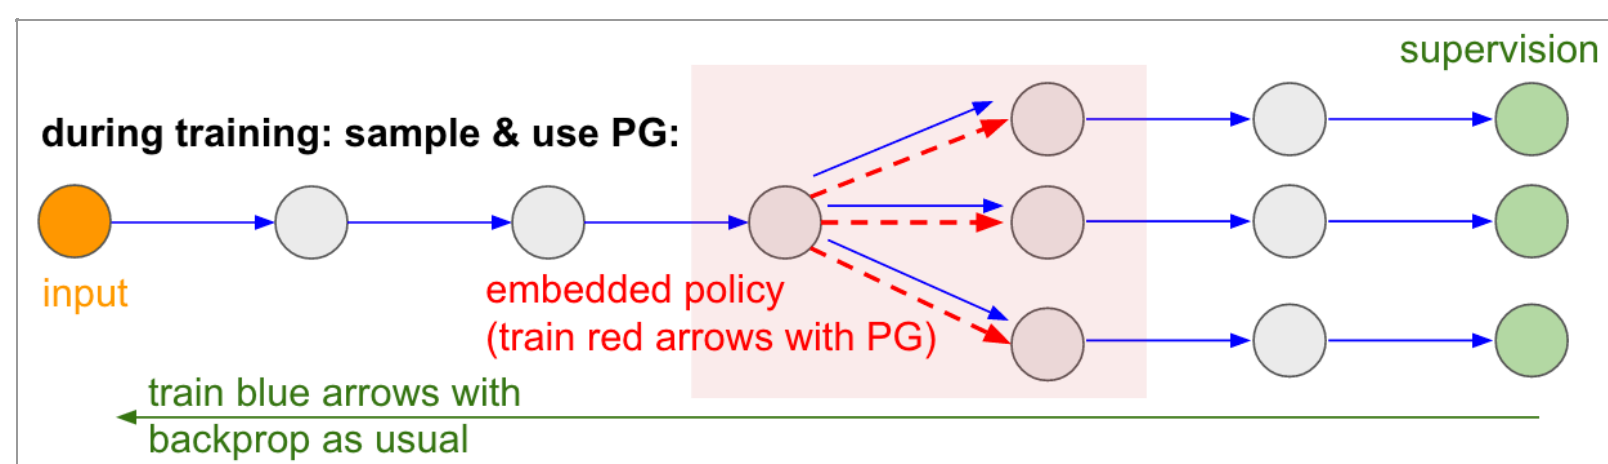 supervision
during training: sample & use PG:
input
embedded policy
(train red arrows with PG)
train blue arrows with
backprop as usual